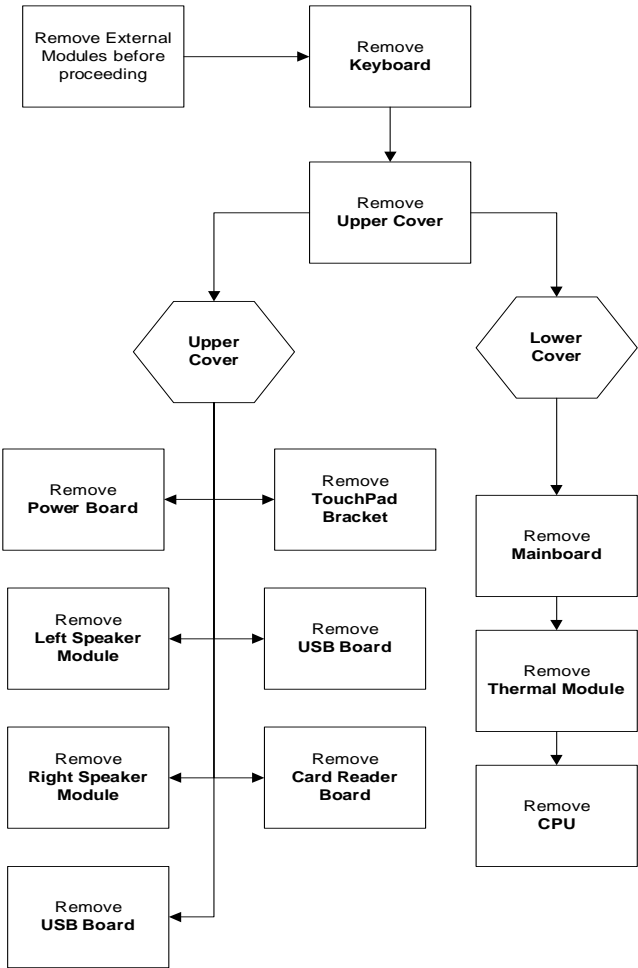 Remove External
Modules before
proceeding
Remove
Keyboard
Remove
Upper Cover
Upper
Cover
Lower
Cover
Remove
Power Board
Remove
TouchPad
Bracket
Remove
Mainboard
Remove
Left Speaker
Module
Remove
USB Board
Remove
Thermal Module
Remove
Right Speaker
Module
Remove
Card Reader
Board
Remove
CPU
Remove
USB Board